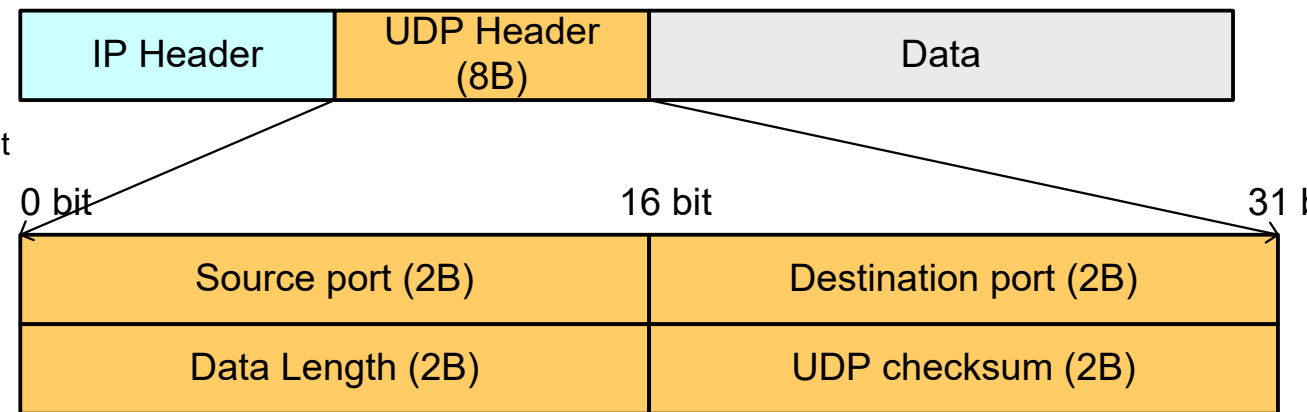 IP Header
UDP Header
(8B)
Data
t
0 bit
16 bit
31 b
Source port (2B)
Destination port (2B)
Data Length (2B)
UDP checksum (2B)